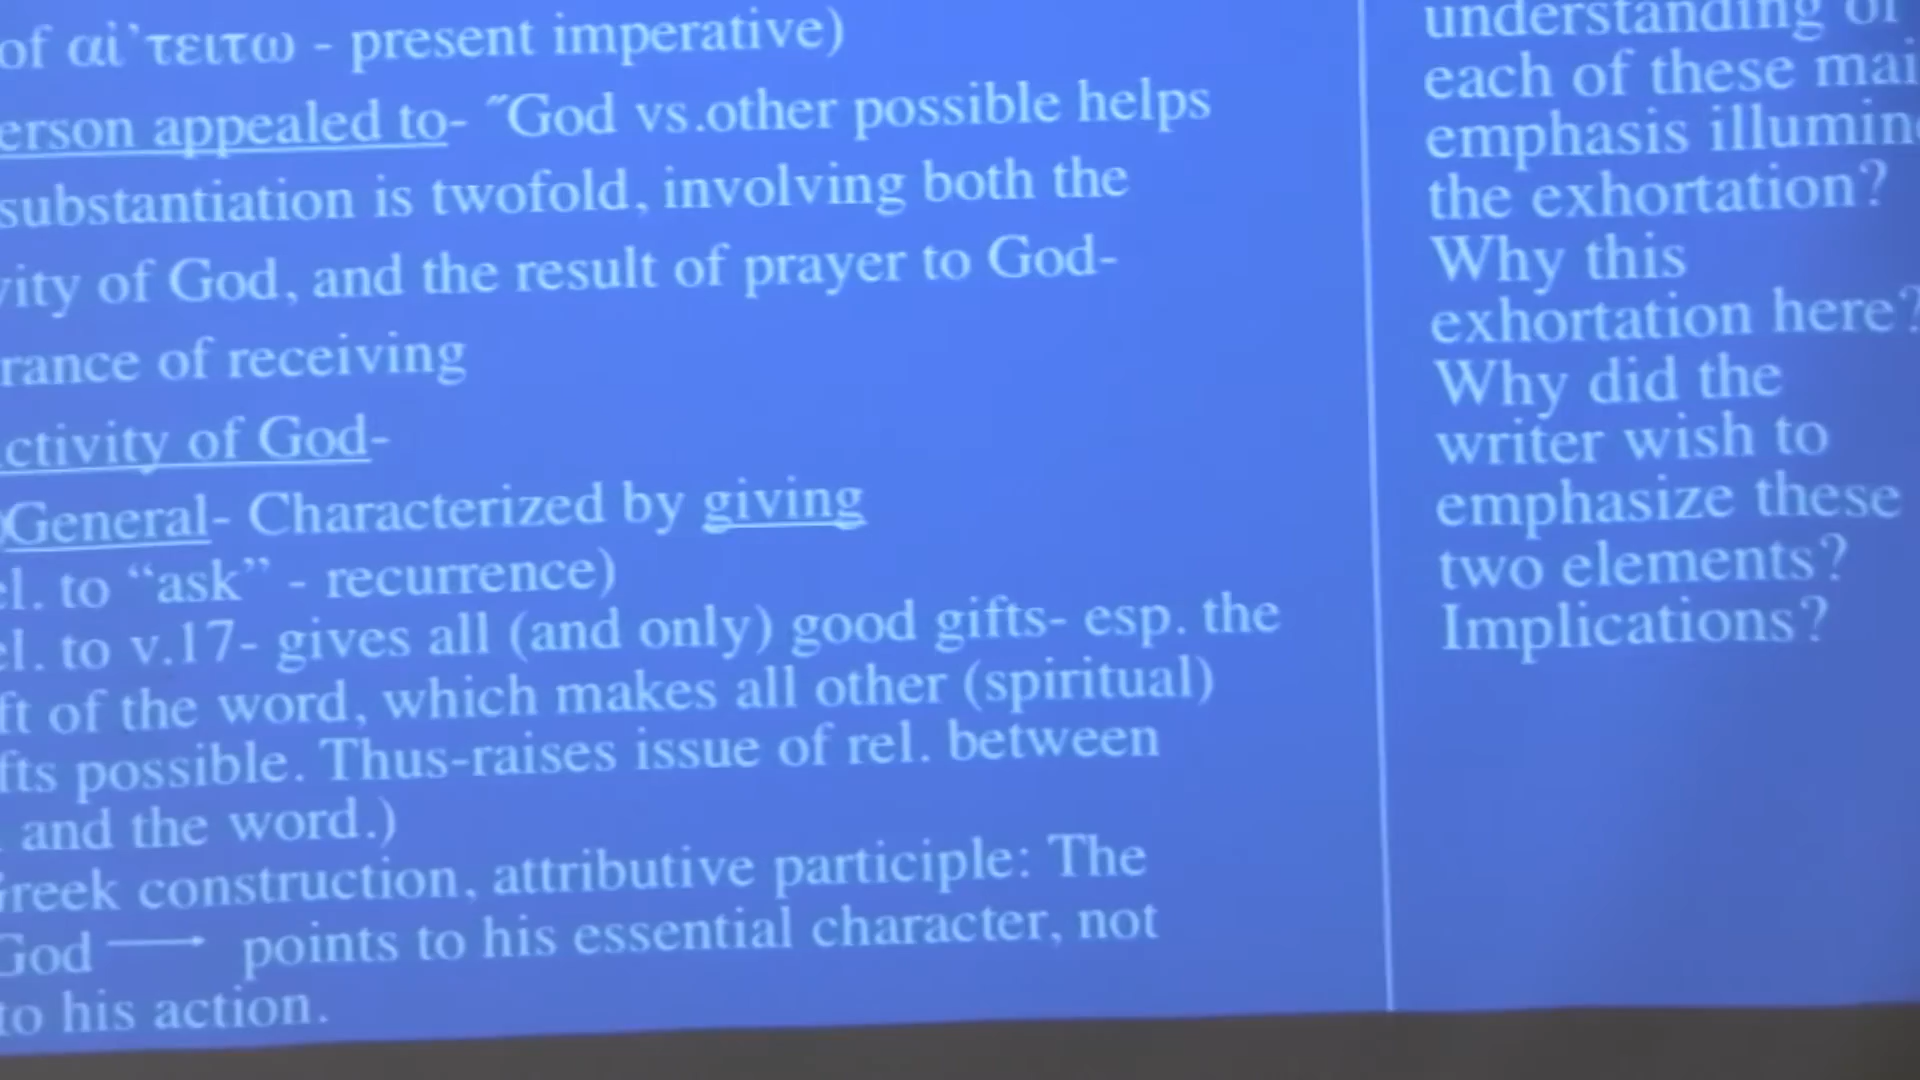 of αἰ'τειτω - present imperative)
erson appealed to- ˝God vs.other possible helps
substantiation is twofold, involving both the
vity of God, and the result of prayer to God-
rance of receiving
ctivity of God-
)General- Characterized by giving
el. to “ask” - recurrence)
el. to v.17- gives all (and only) good gifts- esp. the
ft of the word, which makes all other (spiritual)
fts possible. Thus-raises issue of rel. between
and the word.)
Greek construction, attributive participle: The
God → points to his essential character, not
to his action.
understanding of
each of these mai
emphasis illumin
the exhortation?
Why this
exhortation here?
Why did the
writer wish to
emphasize these
two elements?
Implications?